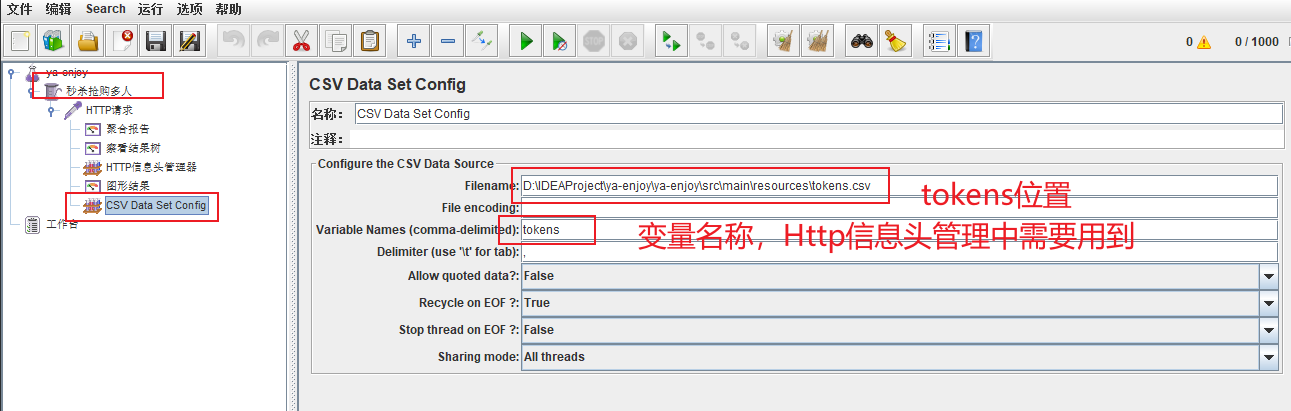 文件 编辑 Search 运行 选项 帮助
0 0 / 1000
ya-enjoy
秒杀抢购多人
HTTP请求
聚合报告
察看结果树
HTTP信息头管理器
图形结果
CSV Data Set Config
工作台
CSV Data Set Config
名称： CSV Data Set Config
注释：
Configure the CSV Data Source
Filename: D:\IDEAProject\ya-enjoy\ya-enjoy\src\main\resources\tokens.csv
tokens位置
File encoding:
Variable Names (comma-delimited): tokens
变量名称，Http信息头管理中需要用到
Delimiter (use '\t' for tab): ,
Allow quoted data?: False
Recycle on EOF ?: True
Stop thread on EOF ?: False
Sharing mode: All threads